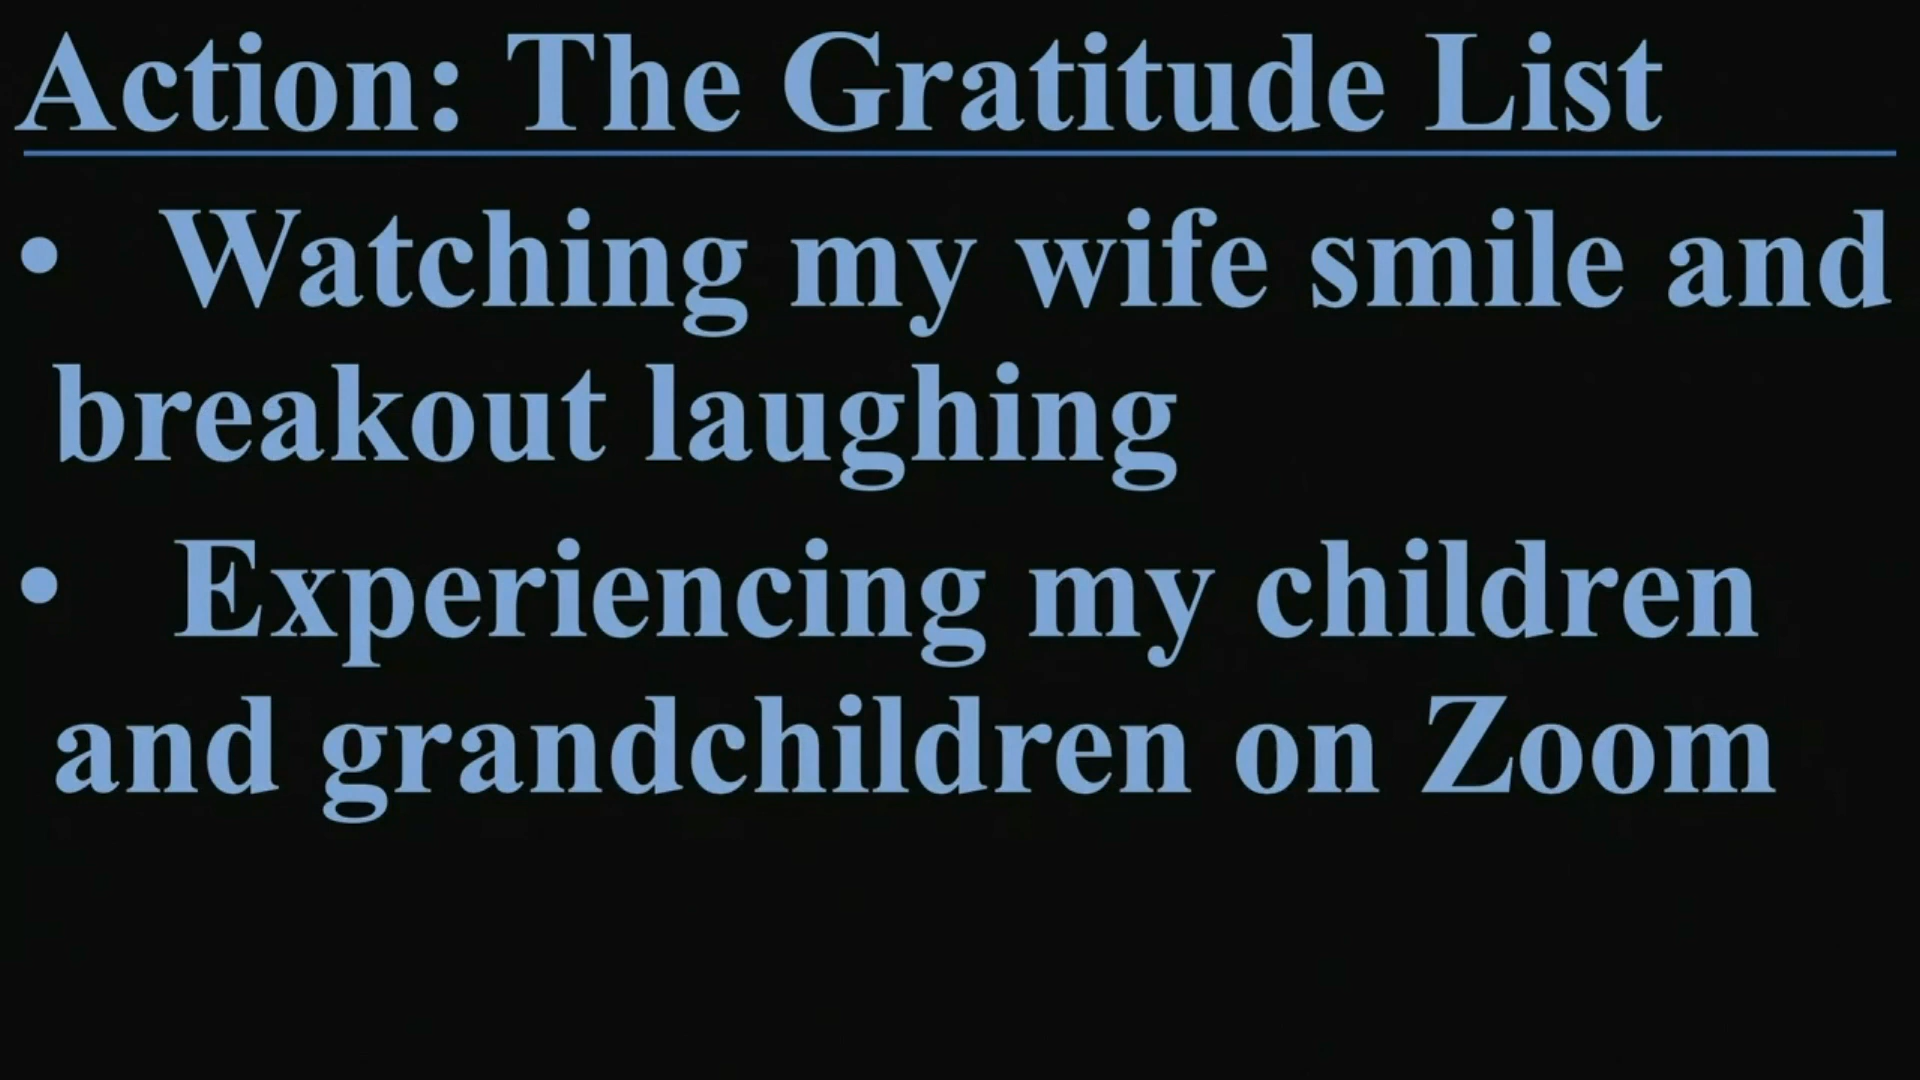 Action: The Gratitude List
• Watching my wife smile and
breakout laughing
• Experiencing my children
and grandchildren on Zoom